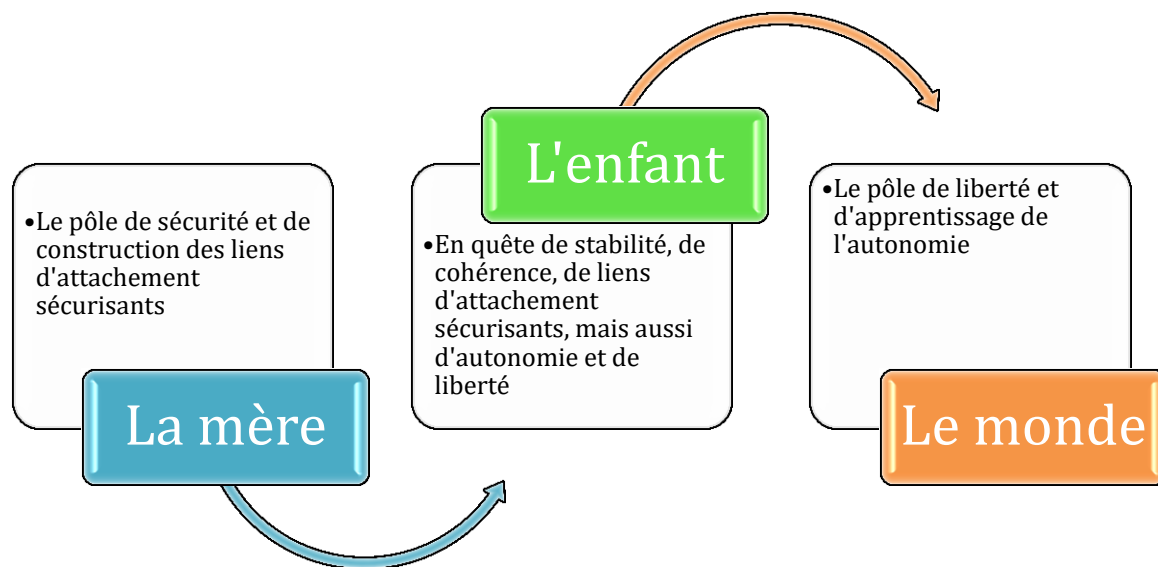 •Le pôle de sécurité et de
construction des liens
d'attachement
sécurisants
La mère
L'enfant
•En quête de stabilité, de
cohérence, de liens
d'attachement
sécurisants, mais aussi
d'autonomie et de
liberté
•Le pôle de liberté et
d'apprentissage de
l'autonomie
Le monde